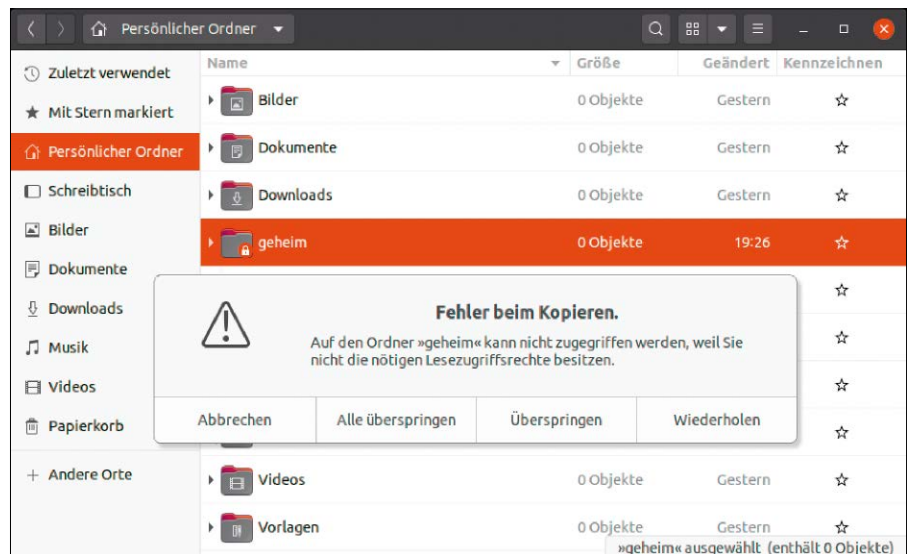 Persönlicher Ordner
Zuletzt verwendet
Mit Stern markiert
Persönlicher Ordner
Schreibtisch
Bilder
Dokumente
Downloads
Musik
Videos
Papierkorb
+ Andere Orte
Name Größe Geändert Kennzeichnen
Bilder 0 Objekte Gestern
Dokumente 0 Objekte Gestern
Downloads 0 Objekte Gestern
geheim 0 Objekte 19:26
Fehler beim Kopieren.
Auf den Ordner »geheim« kann nicht zugegriffen werden, weil Sie
nicht die nötigen Lesezugriffsrechte besitzen.
Abbrechen Alle überspringen Überspringen Wiederholen
Videos 0 Objekte Gestern
Vorlagen 0 Objekte Gestern
»geheim« ausgewählt (enthält 0 Objekte)